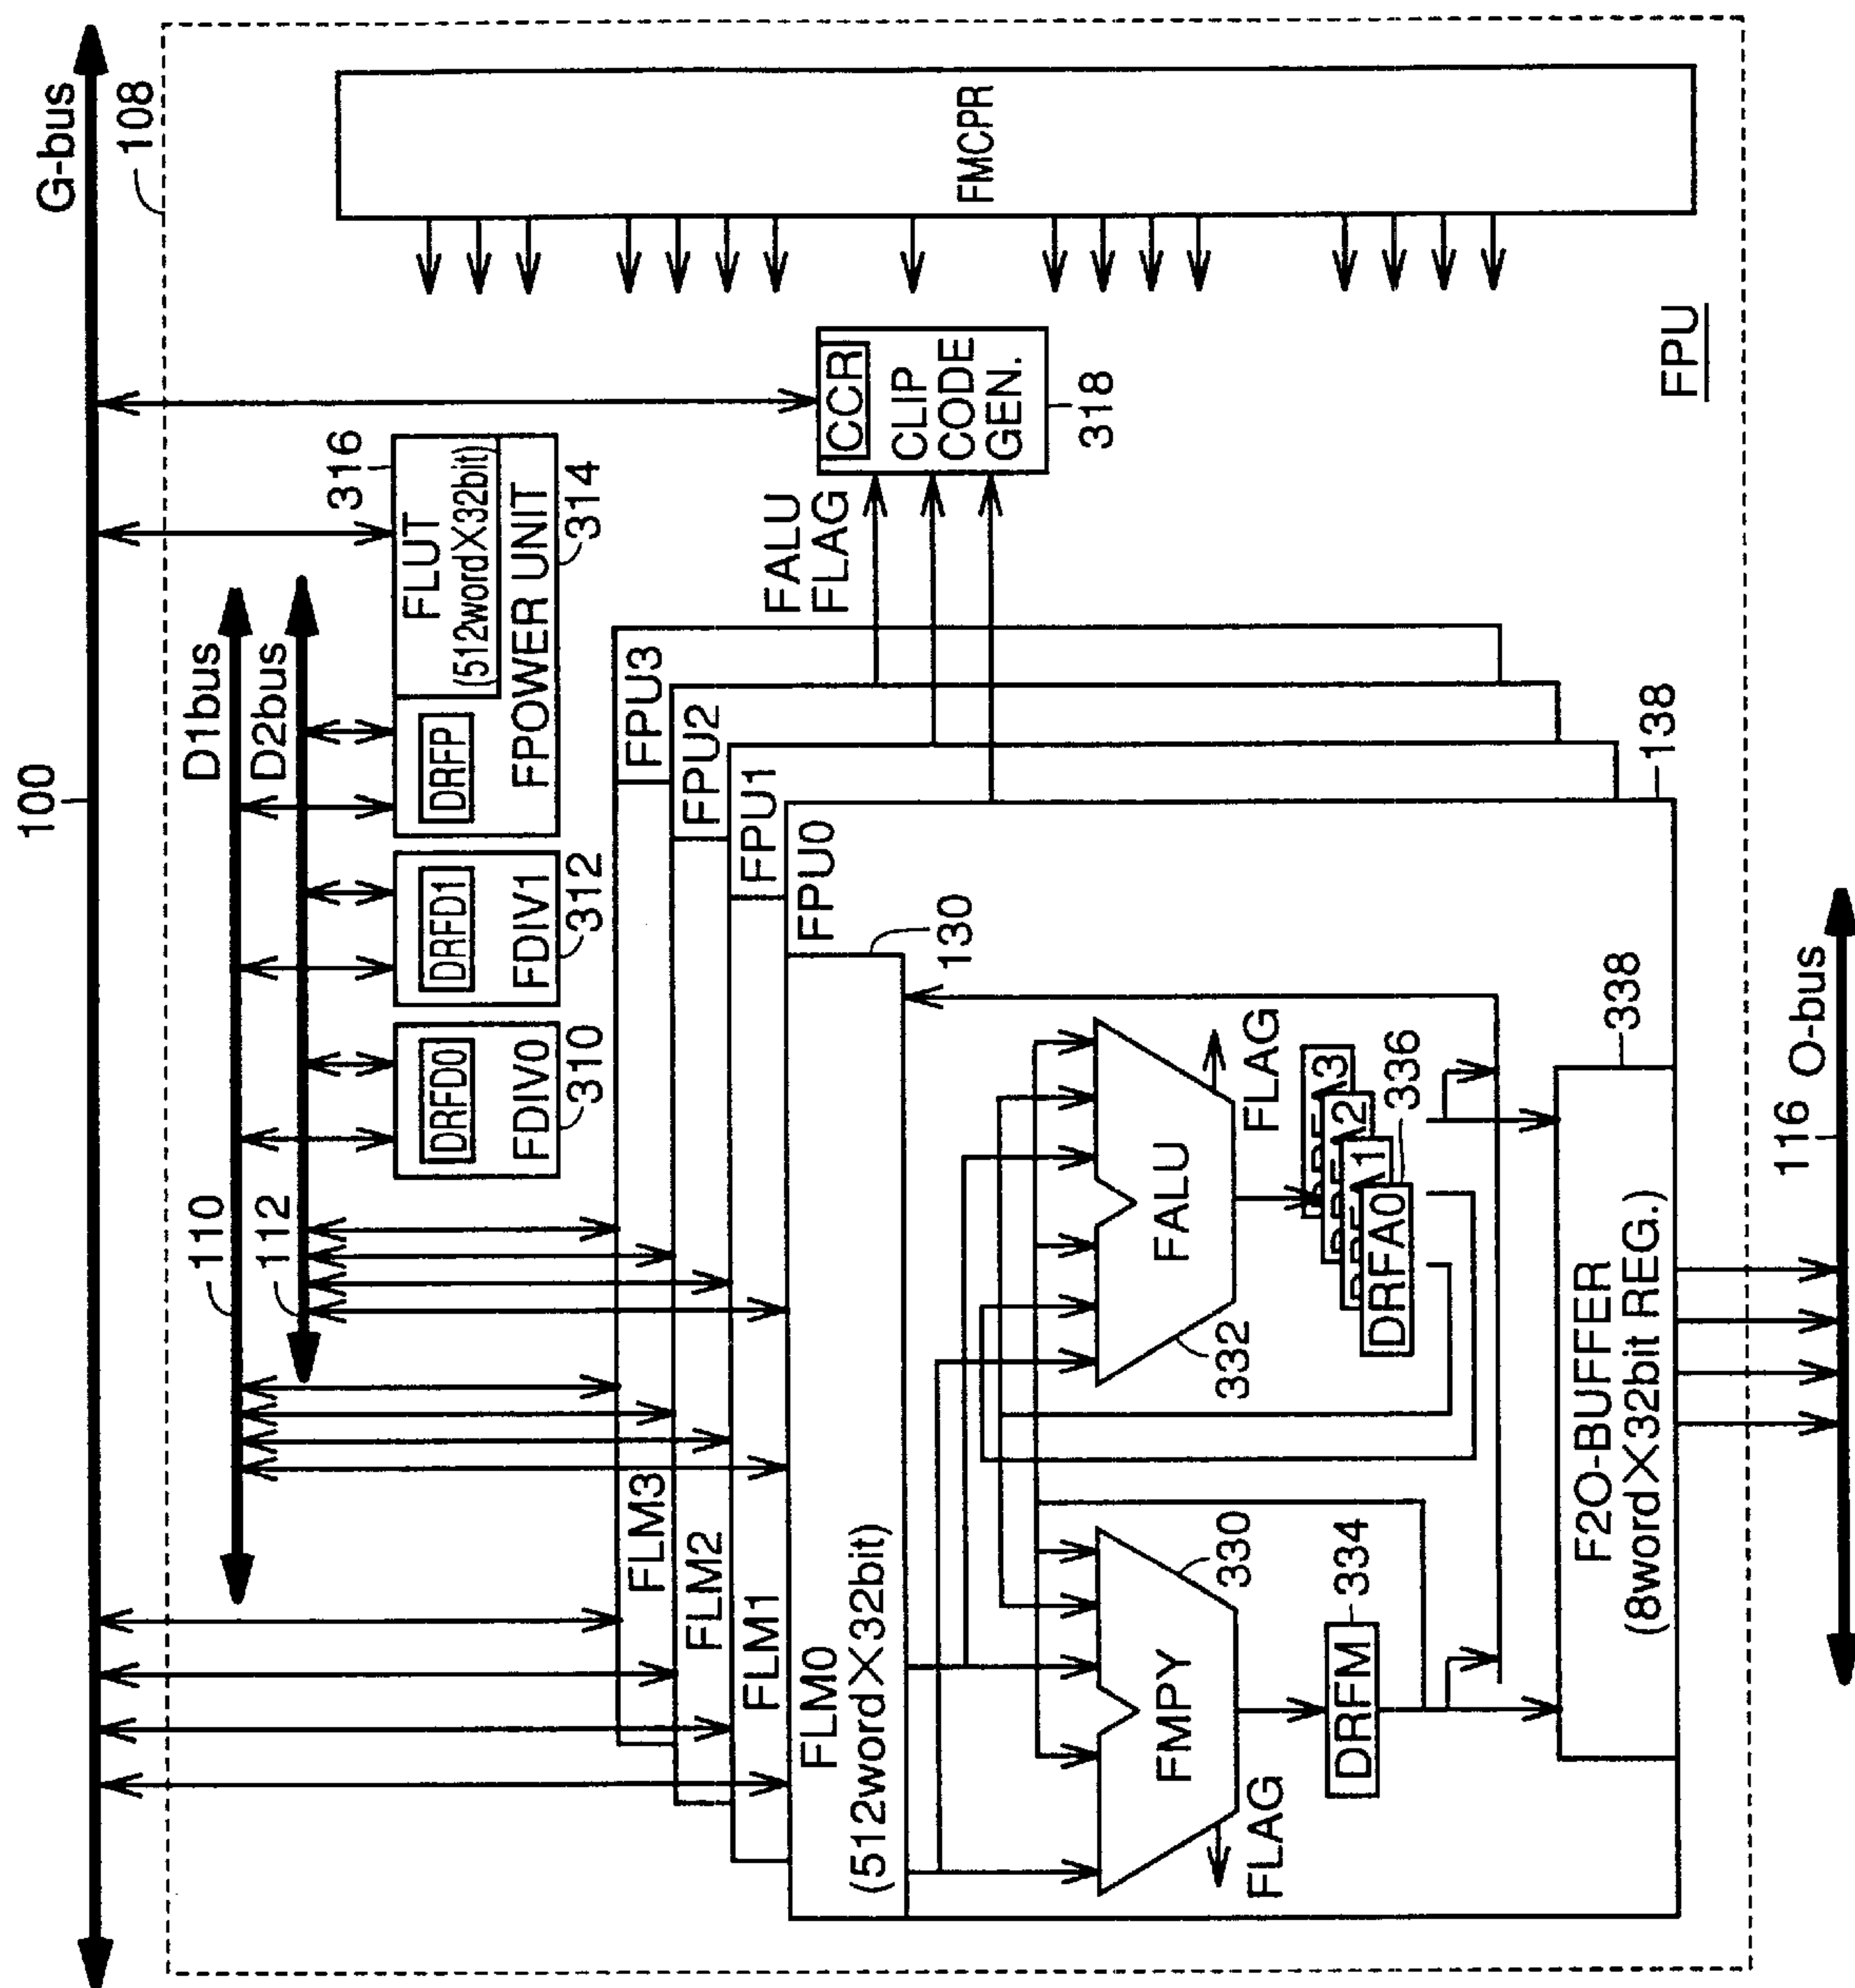 100
G-bus
108
D1bus
D2bus
110
112
FMCPR
FLUT
(512word×32bit)
316
DRFP
FPOWER UNIT
314
DRFD1
FDIV1
312
DRFD0
FDIV0
310
CCR
CLIP
CODE
GEN.
318
FALU
FLAG
FPU
FPU3
FPU2
FPU1
FPU0
138
130
FLM3
FLM2
FLM1
FLM0
(512word×32bit)
FALU
332
FLAG
FMPY
330
FLAG
A3
A2
A1
DRFA0
336
DRFM
334
F2O-BUFFER
(8word×32bit REG.)
338
116
O-bus